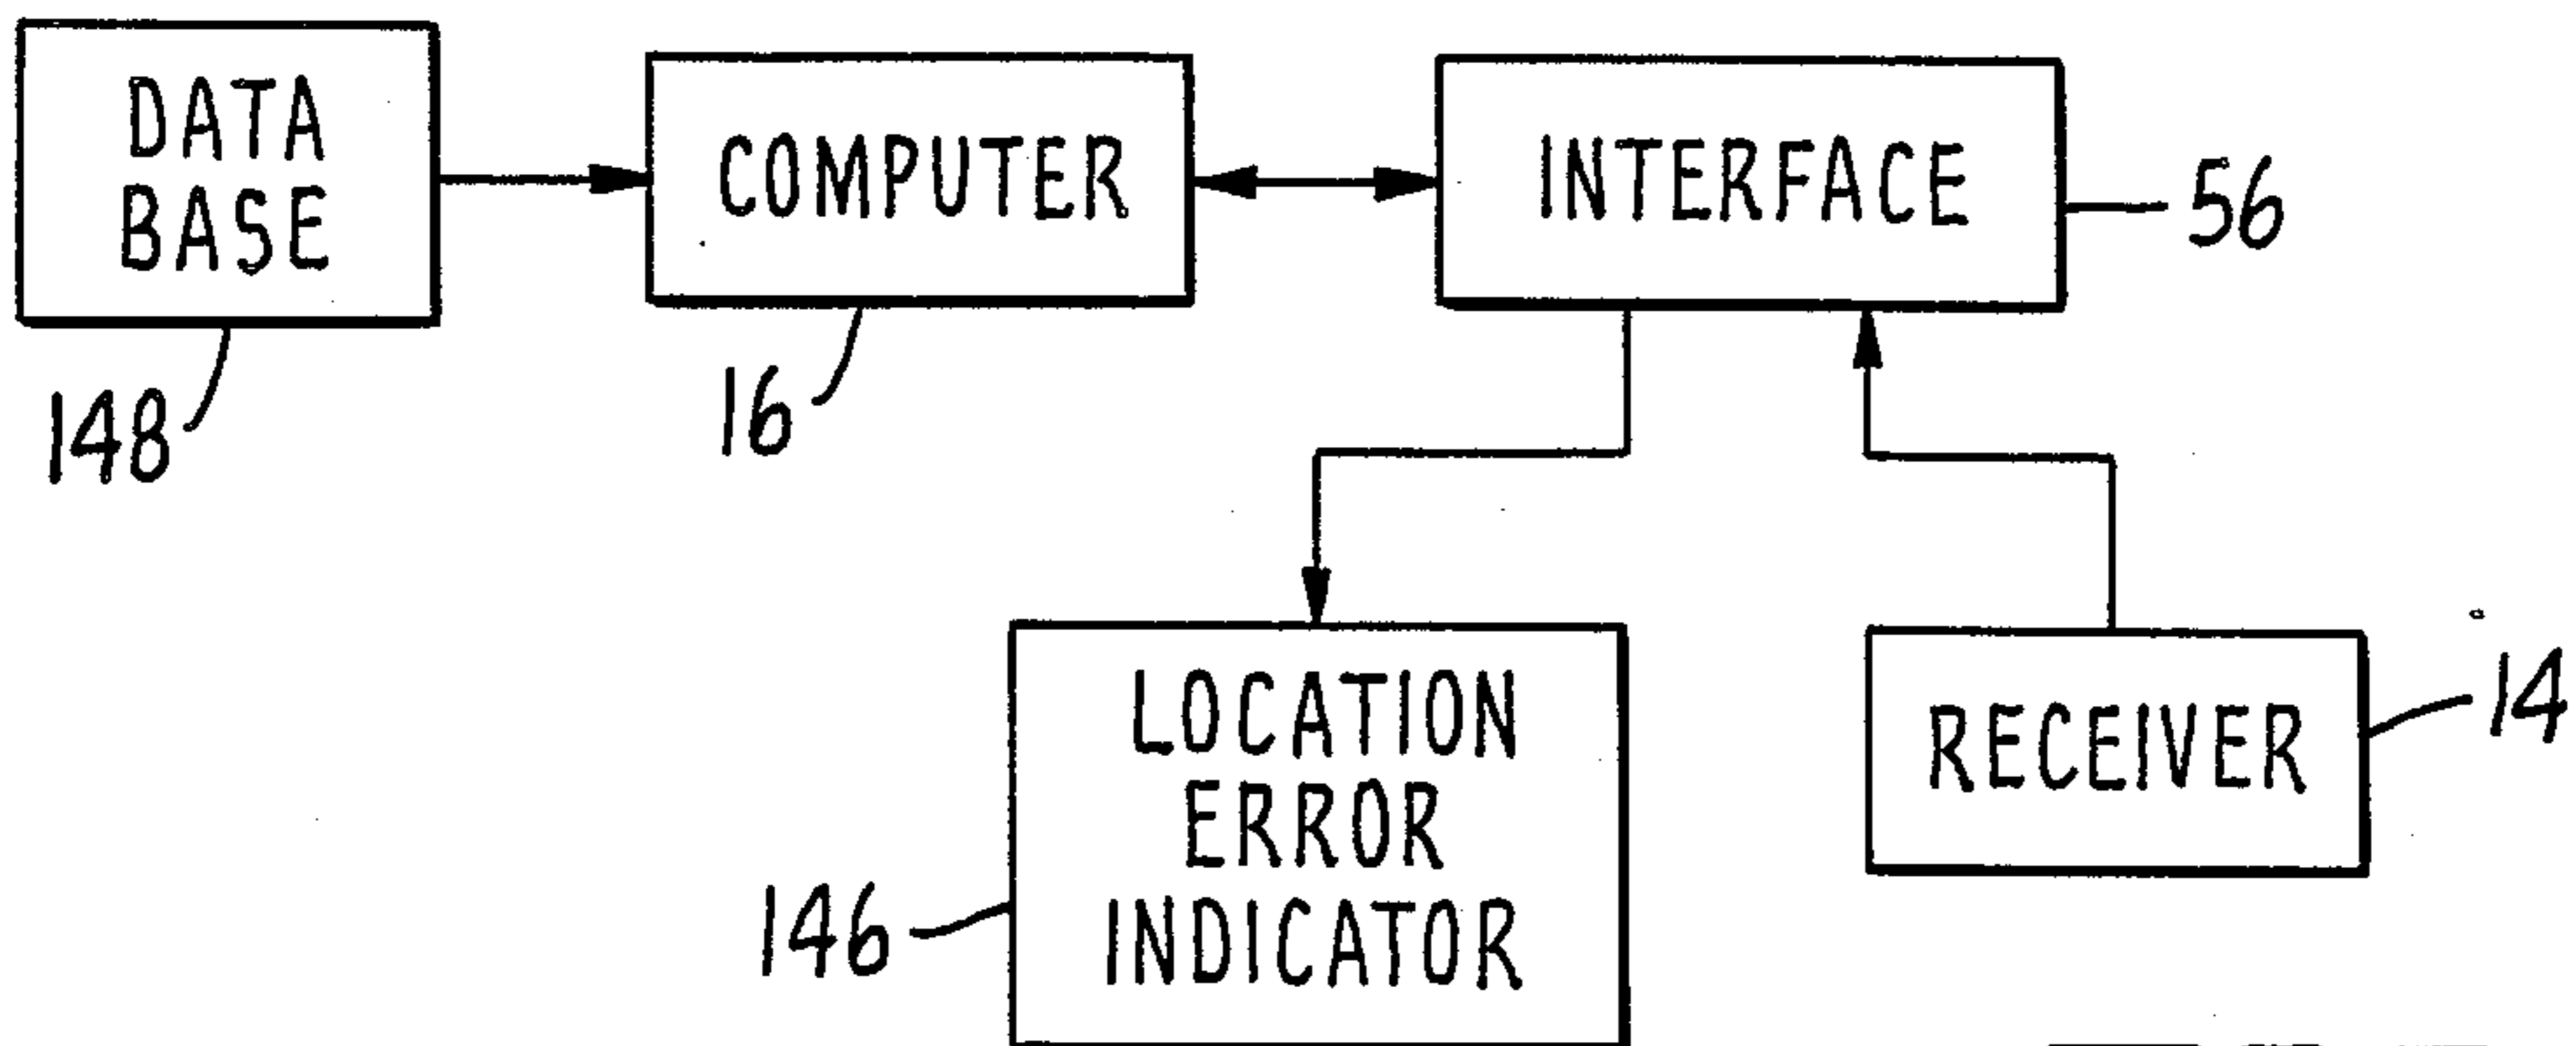 DATA
BASE
COMPUTER
INTERFACE
56
148
16
LOCATION
ERROR
INDICATOR
RECEIVER
14
146